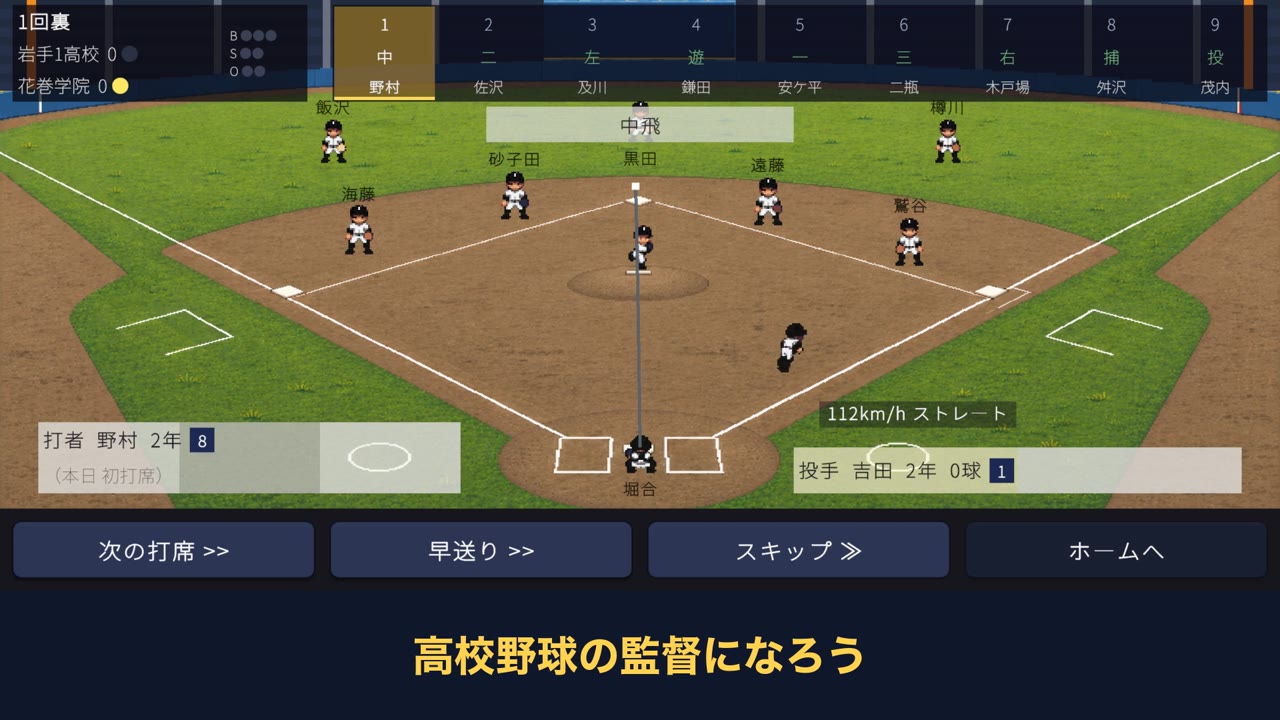 1回裏
岩手1高校 0
花巻学院 0
B
S
O
1 2 3 4 5 6 7 8 9
中 二 左 遊 一 三 右 捕 投
野村 佐沢 及川 鎌田 安ケ平 二瓶 木戸場 舛沢 茂内
飯沢 樽川
中飛
砂子田 黒田 遠藤
海藤 鷲谷
112km/h ストレート
打者 野村 2年 8
（本日 初打席）
投手 吉田 2年 0球 1
堀合
次の打席 >> 早送り >> スキップ ≫ ホームへ
高校野球の監督になろう